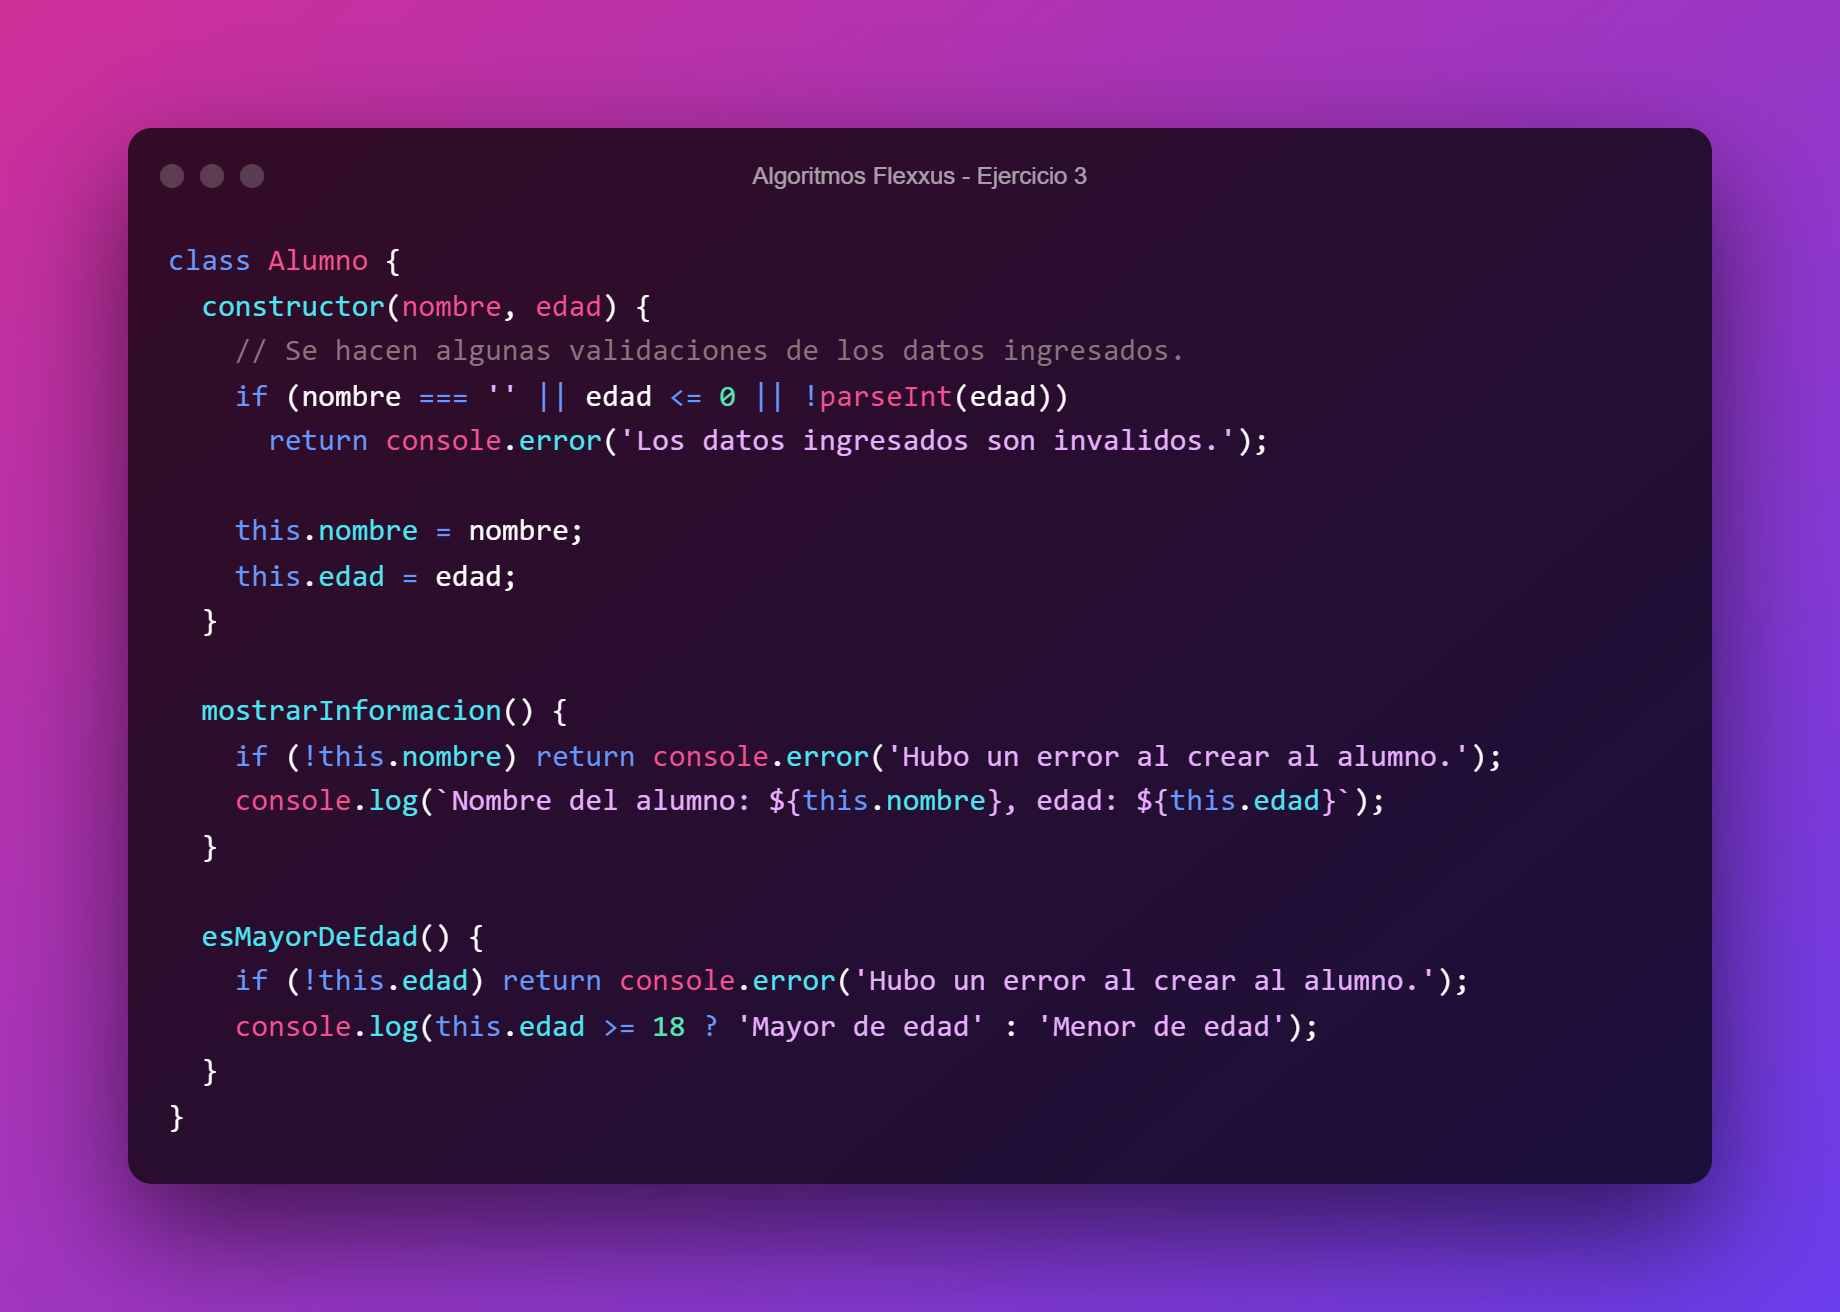 Algoritmos Flexxus - Ejercicio 3
class Alumno {
  constructor(nombre, edad) {
    // Se hacen algunas validaciones de los datos ingresados.
    if (nombre === '' || edad <= 0 || !parseInt(edad))
      return console.error('Los datos ingresados son invalidos.');

    this.nombre = nombre;
    this.edad = edad;
  }

  mostrarInformacion() {
    if (!this.nombre) return console.error('Hubo un error al crear al alumno.');
    console.log(`Nombre del alumno: ${this.nombre}, edad: ${this.edad}`);
  }

  esMayorDeEdad() {
    if (!this.edad) return console.error('Hubo un error al crear al alumno.');
    console.log(this.edad >= 18 ? 'Mayor de edad' : 'Menor de edad');
  }
}